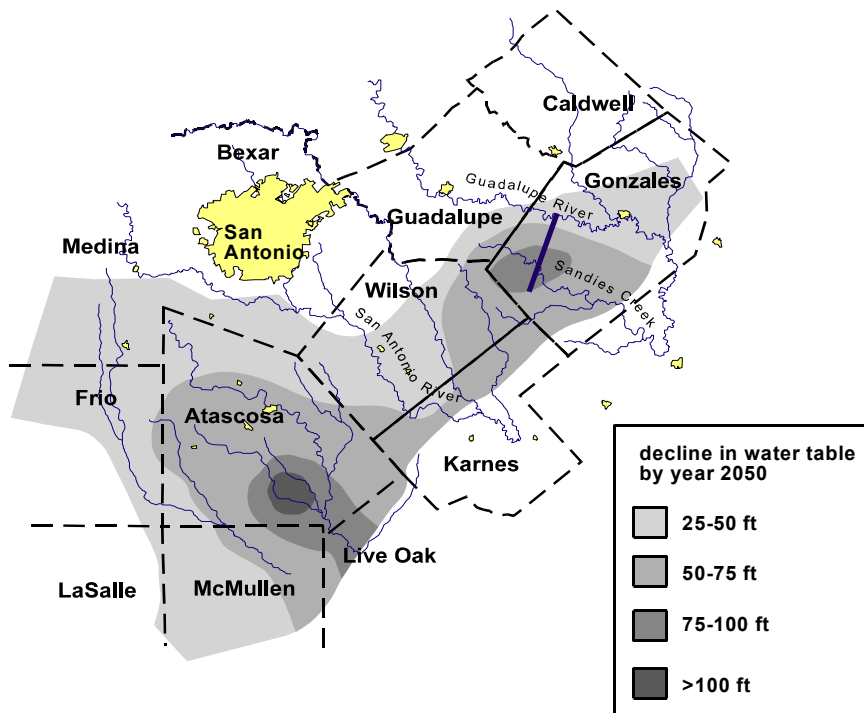 Caldwell
Bexar
Gonzales
Guadalupe River
Guadalupe
San
Antonio
Medina
Sandies Creek
Wilson
San Antonio River
Frio
Atascosa
Karnes
Live Oak
LaSalle
McMullen
decline in water table
by year 2050
25-50 ft
50-75 ft
75-100 ft
>100 ft